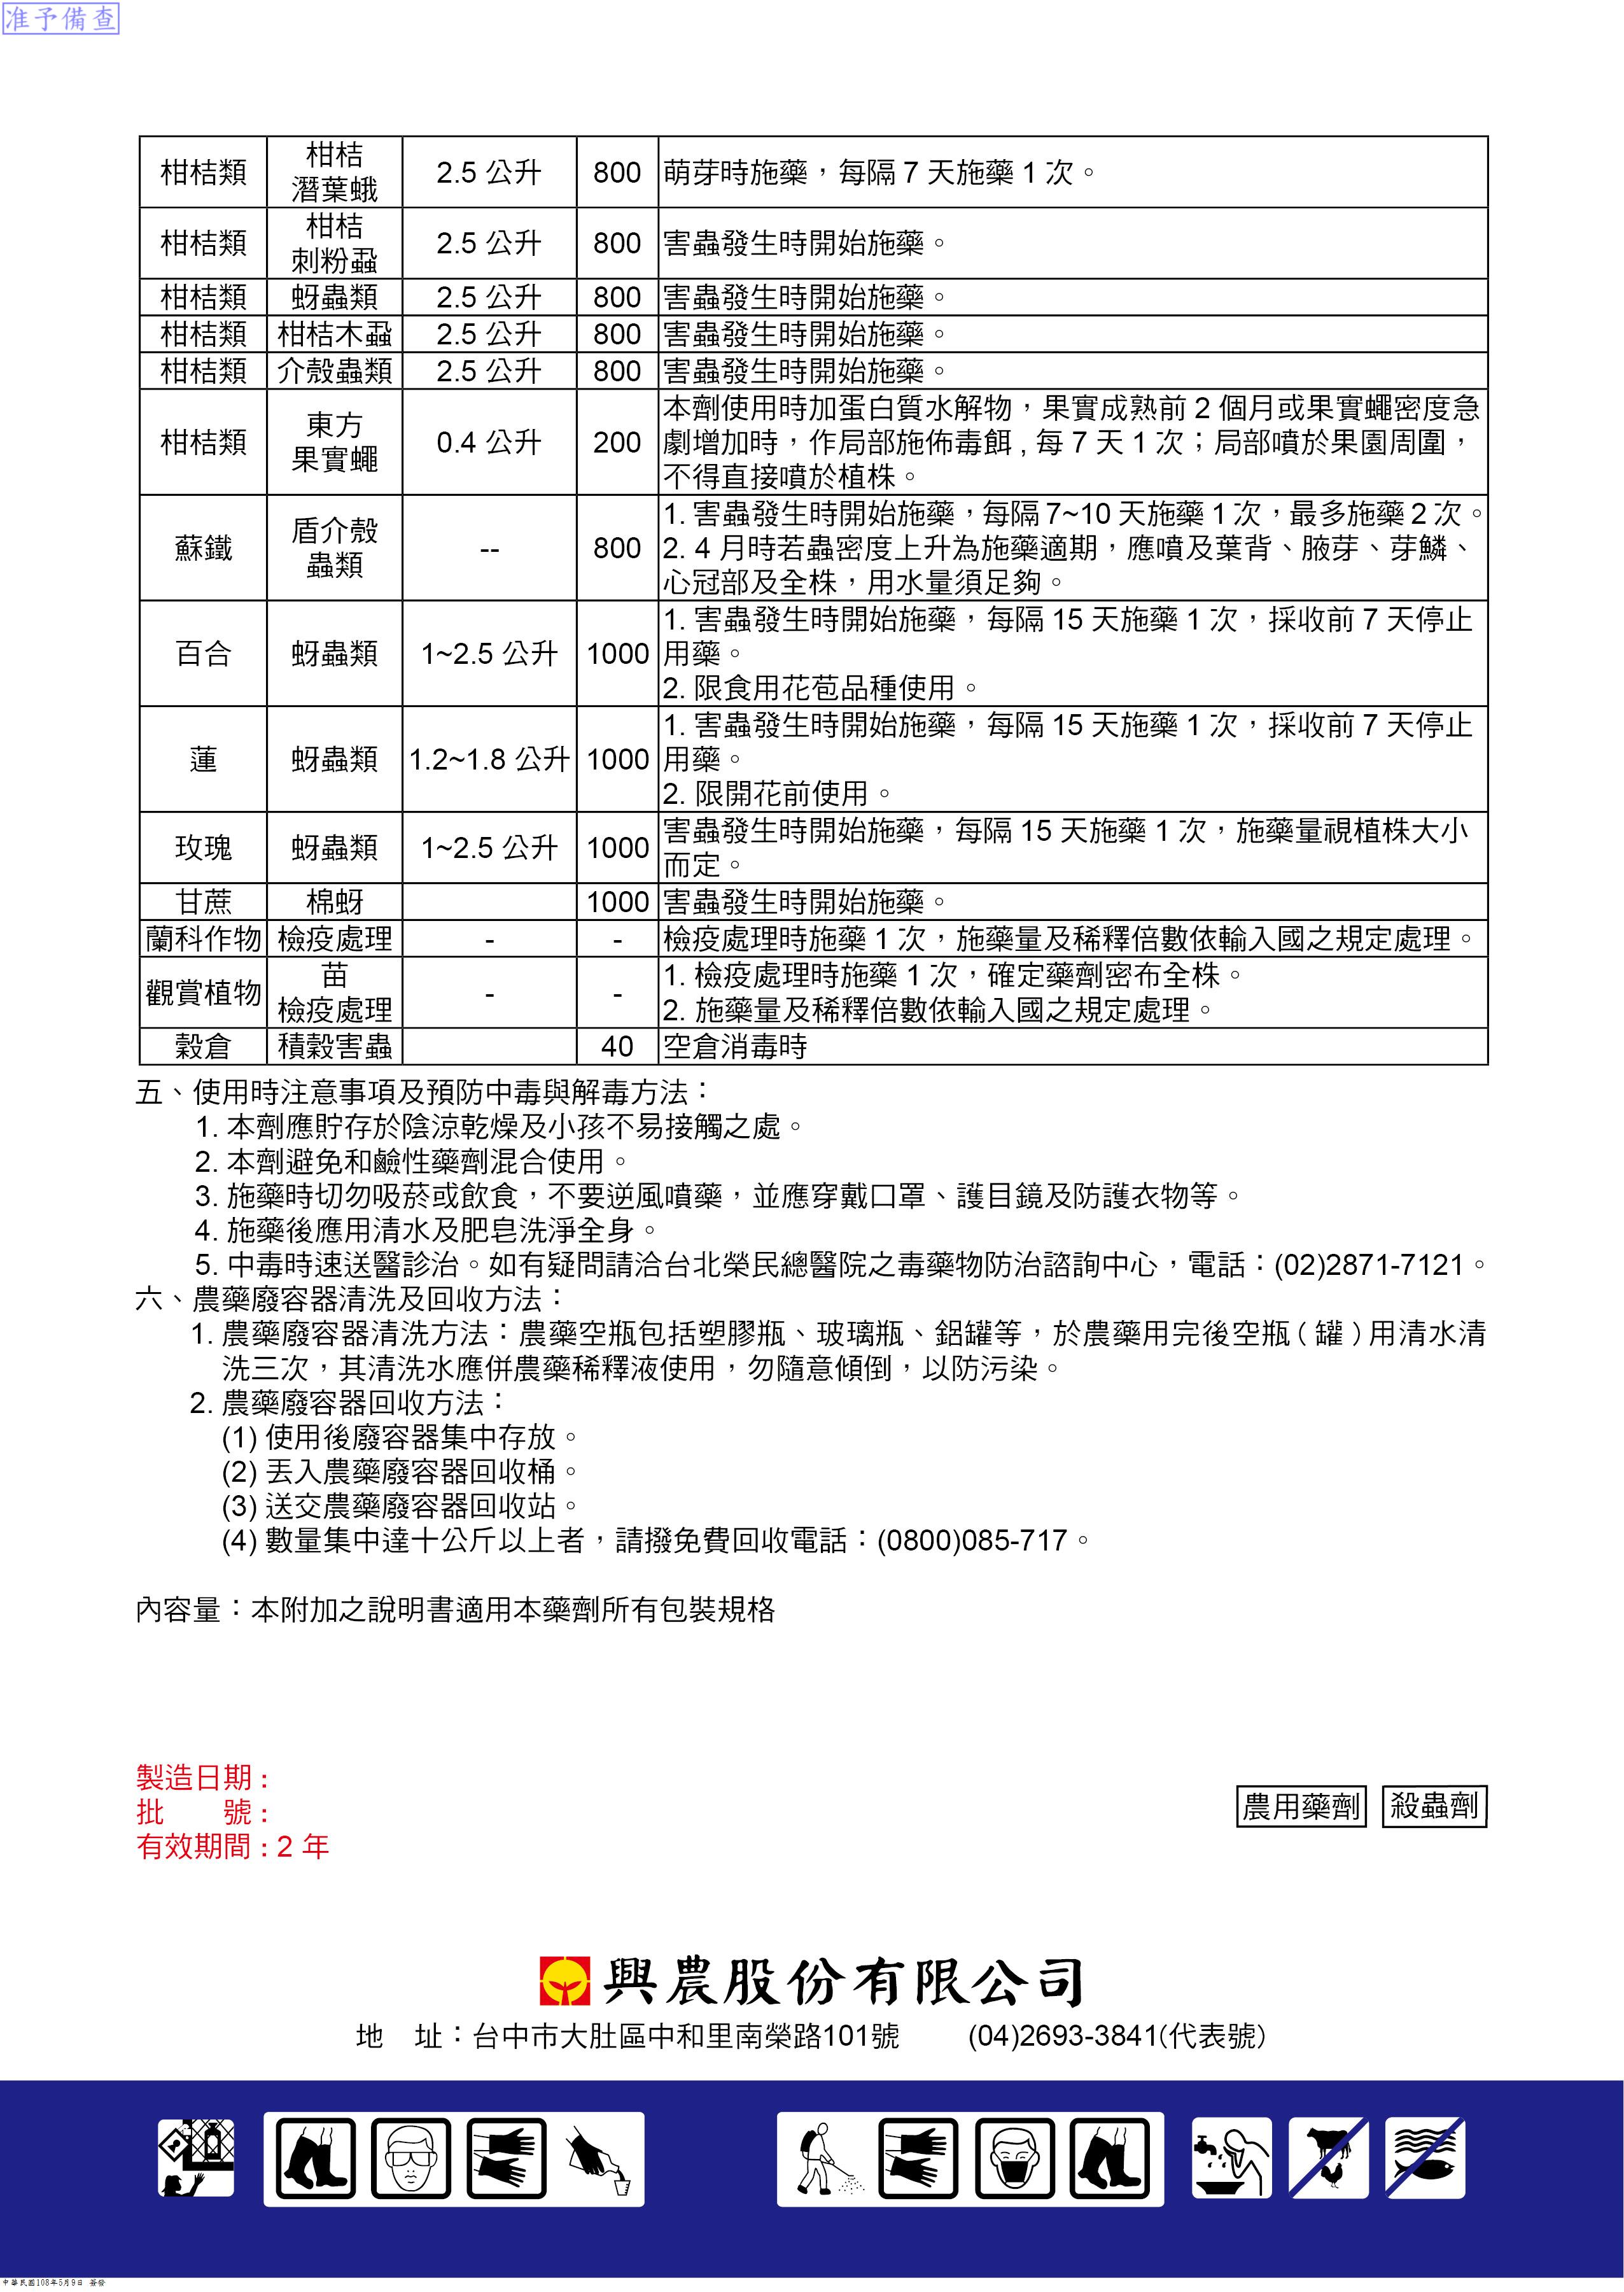 准予備查
柑桔類 柑桔 2.5 公升 800 萌芽時施藥，每隔 7 天施藥 1 次。
潛葉蛾
柑桔類 柑桔 2.5 公升 800 害蟲發生時開始施藥。
刺粉蝨
柑桔類 蚜蟲類 2.5 公升 800 害蟲發生時開始施藥。
柑桔類 柑桔木蝨 2.5 公升 800 害蟲發生時開始施藥。
柑桔類 介殼蟲類 2.5 公升 800 害蟲發生時開始施藥。
柑桔類 東方 0.4 公升 200 本劑使用時加蛋白質水解物，果實成熟前 2 個月或果實蠅密度急
果實蠅 劇增加時，作局部施佈毒餌 , 每 7 天 1 次；局部噴於果園周圍，
不得直接噴於植株。
蘇鐵 盾介殼 -- 800 1. 害蟲發生時開始施藥，每隔 7~10 天施藥 1 次，最多施藥 2 次。
蟲類 2. 4 月時若蟲密度上升為施藥適期，應噴及葉背、腋芽、芽鱗、
心冠部及全株，用水量須足夠。
百合 蚜蟲類 1~2.5 公升 1000 1. 害蟲發生時開始施藥，每隔 15 天施藥 1 次，採收前 7 天停止
用藥。
2. 限食用花苞品種使用。
蓮 蚜蟲類 1.2~1.8 公升 1000 1. 害蟲發生時開始施藥，每隔 15 天施藥 1 次，採收前 7 天停止
用藥。
2. 限開花前使用。
玫瑰 蚜蟲類 1~2.5 公升 1000 害蟲發生時開始施藥，每隔 15 天施藥 1 次，施藥量視植株大小
而定。
甘蔗 棉蚜 1000 害蟲發生時開始施藥。
蘭科作物 檢疫處理 - - 檢疫處理時施藥 1 次，施藥量及稀釋倍數依輸入國之規定處理。
觀賞植物 苗 - - 1. 檢疫處理時施藥 1 次，確定藥劑密布全株。
檢疫處理 2. 施藥量及稀釋倍數依輸入國之規定處理。
穀倉 積穀害蟲 40 空倉消毒時
五、使用時注意事項及預防中毒與解毒方法：
1. 本劑應貯存於陰涼乾燥及小孩不易接觸之處。
2. 本劑避免和鹼性藥劑混合使用。
3. 施藥時切勿吸菸或飲食，不要逆風噴藥，並應穿戴口罩、護目鏡及防護衣物等。
4. 施藥後應用清水及肥皂洗淨全身。
5. 中毒時速送醫診治。如有疑問請洽台北榮民總醫院之毒藥物防治諮詢中心，電話：(02)2871-7121。
六、農藥廢容器清洗及回收方法：
1. 農藥廢容器清洗方法：農藥空瓶包括塑膠瓶、玻璃瓶、鋁罐等，於農藥用完後空瓶 ( 罐 ) 用清水清
洗三次，其清洗水應併農藥稀釋液使用，勿隨意傾倒，以防污染。
2. 農藥廢容器回收方法：
(1) 使用後廢容器集中存放。
(2) 丟入農藥廢容器回收桶。
(3) 送交農藥廢容器回收站。
(4) 數量集中達十公斤以上者，請撥免費回收電話：(0800)085-717。
內容量：本附加之說明書適用本藥劑所有包裝規格
製造日期 :
批　　號 :
有效期間 : 2 年
農用藥劑 殺蟲劑
興農股份有限公司
地　址：台中市大肚區中和里南榮路101號 (04)2693-3841(代表號)
中華民國108年5月9日 簽發